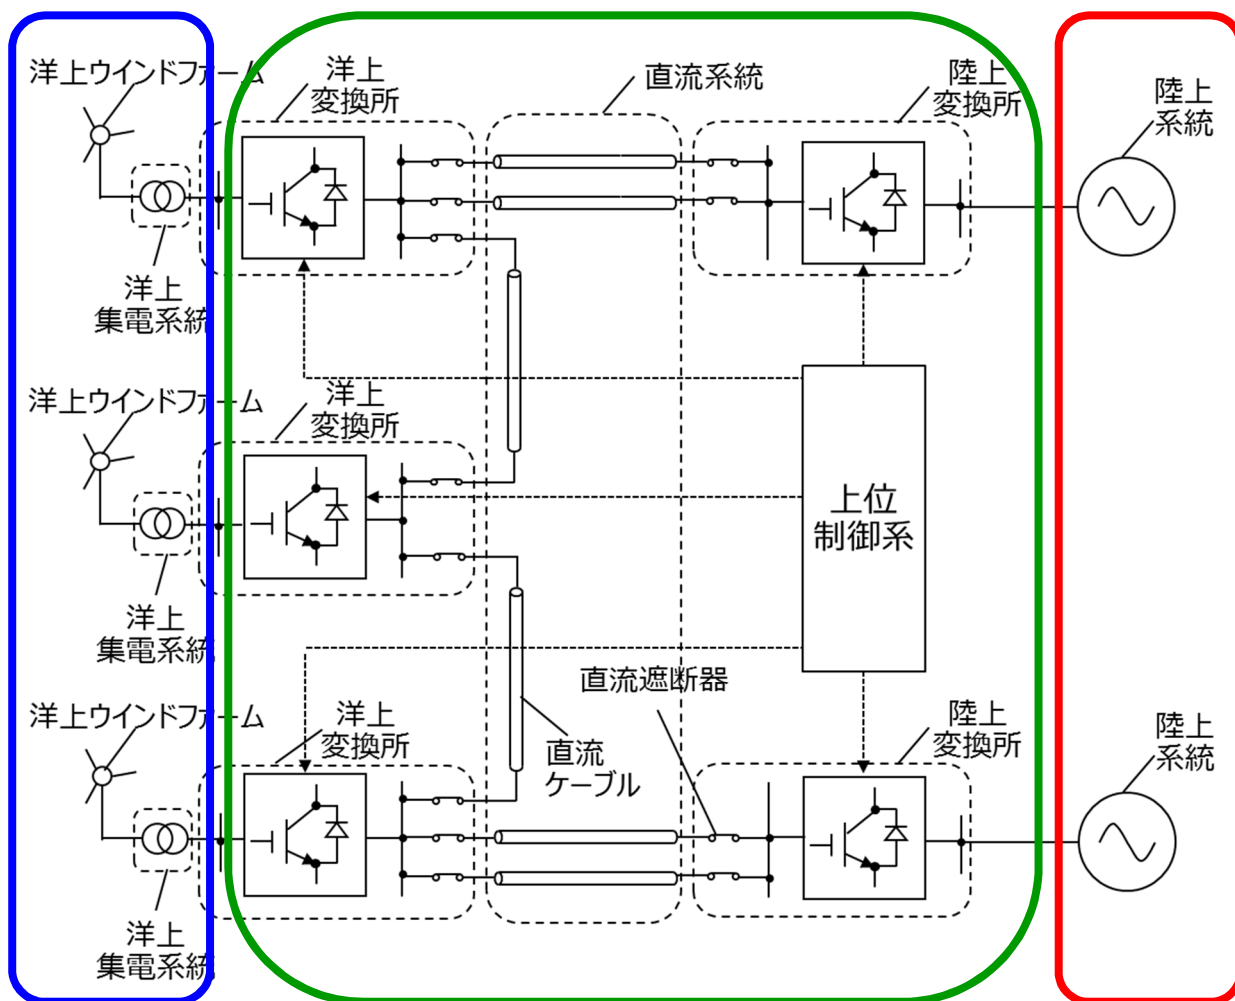 洋上ウインドファーム
洋上
変換所
直流系統
陸上
変換所
陸上
系統
洋上
集電系統
洋上ウインドファーム
洋上
変換所
上位
制御系
洋上
集電系統
直流遮断器
洋上ウインドファーム
洋上
変換所
直流
ケーブル
陸上
変換所
陸上
系統
洋上
集電系統